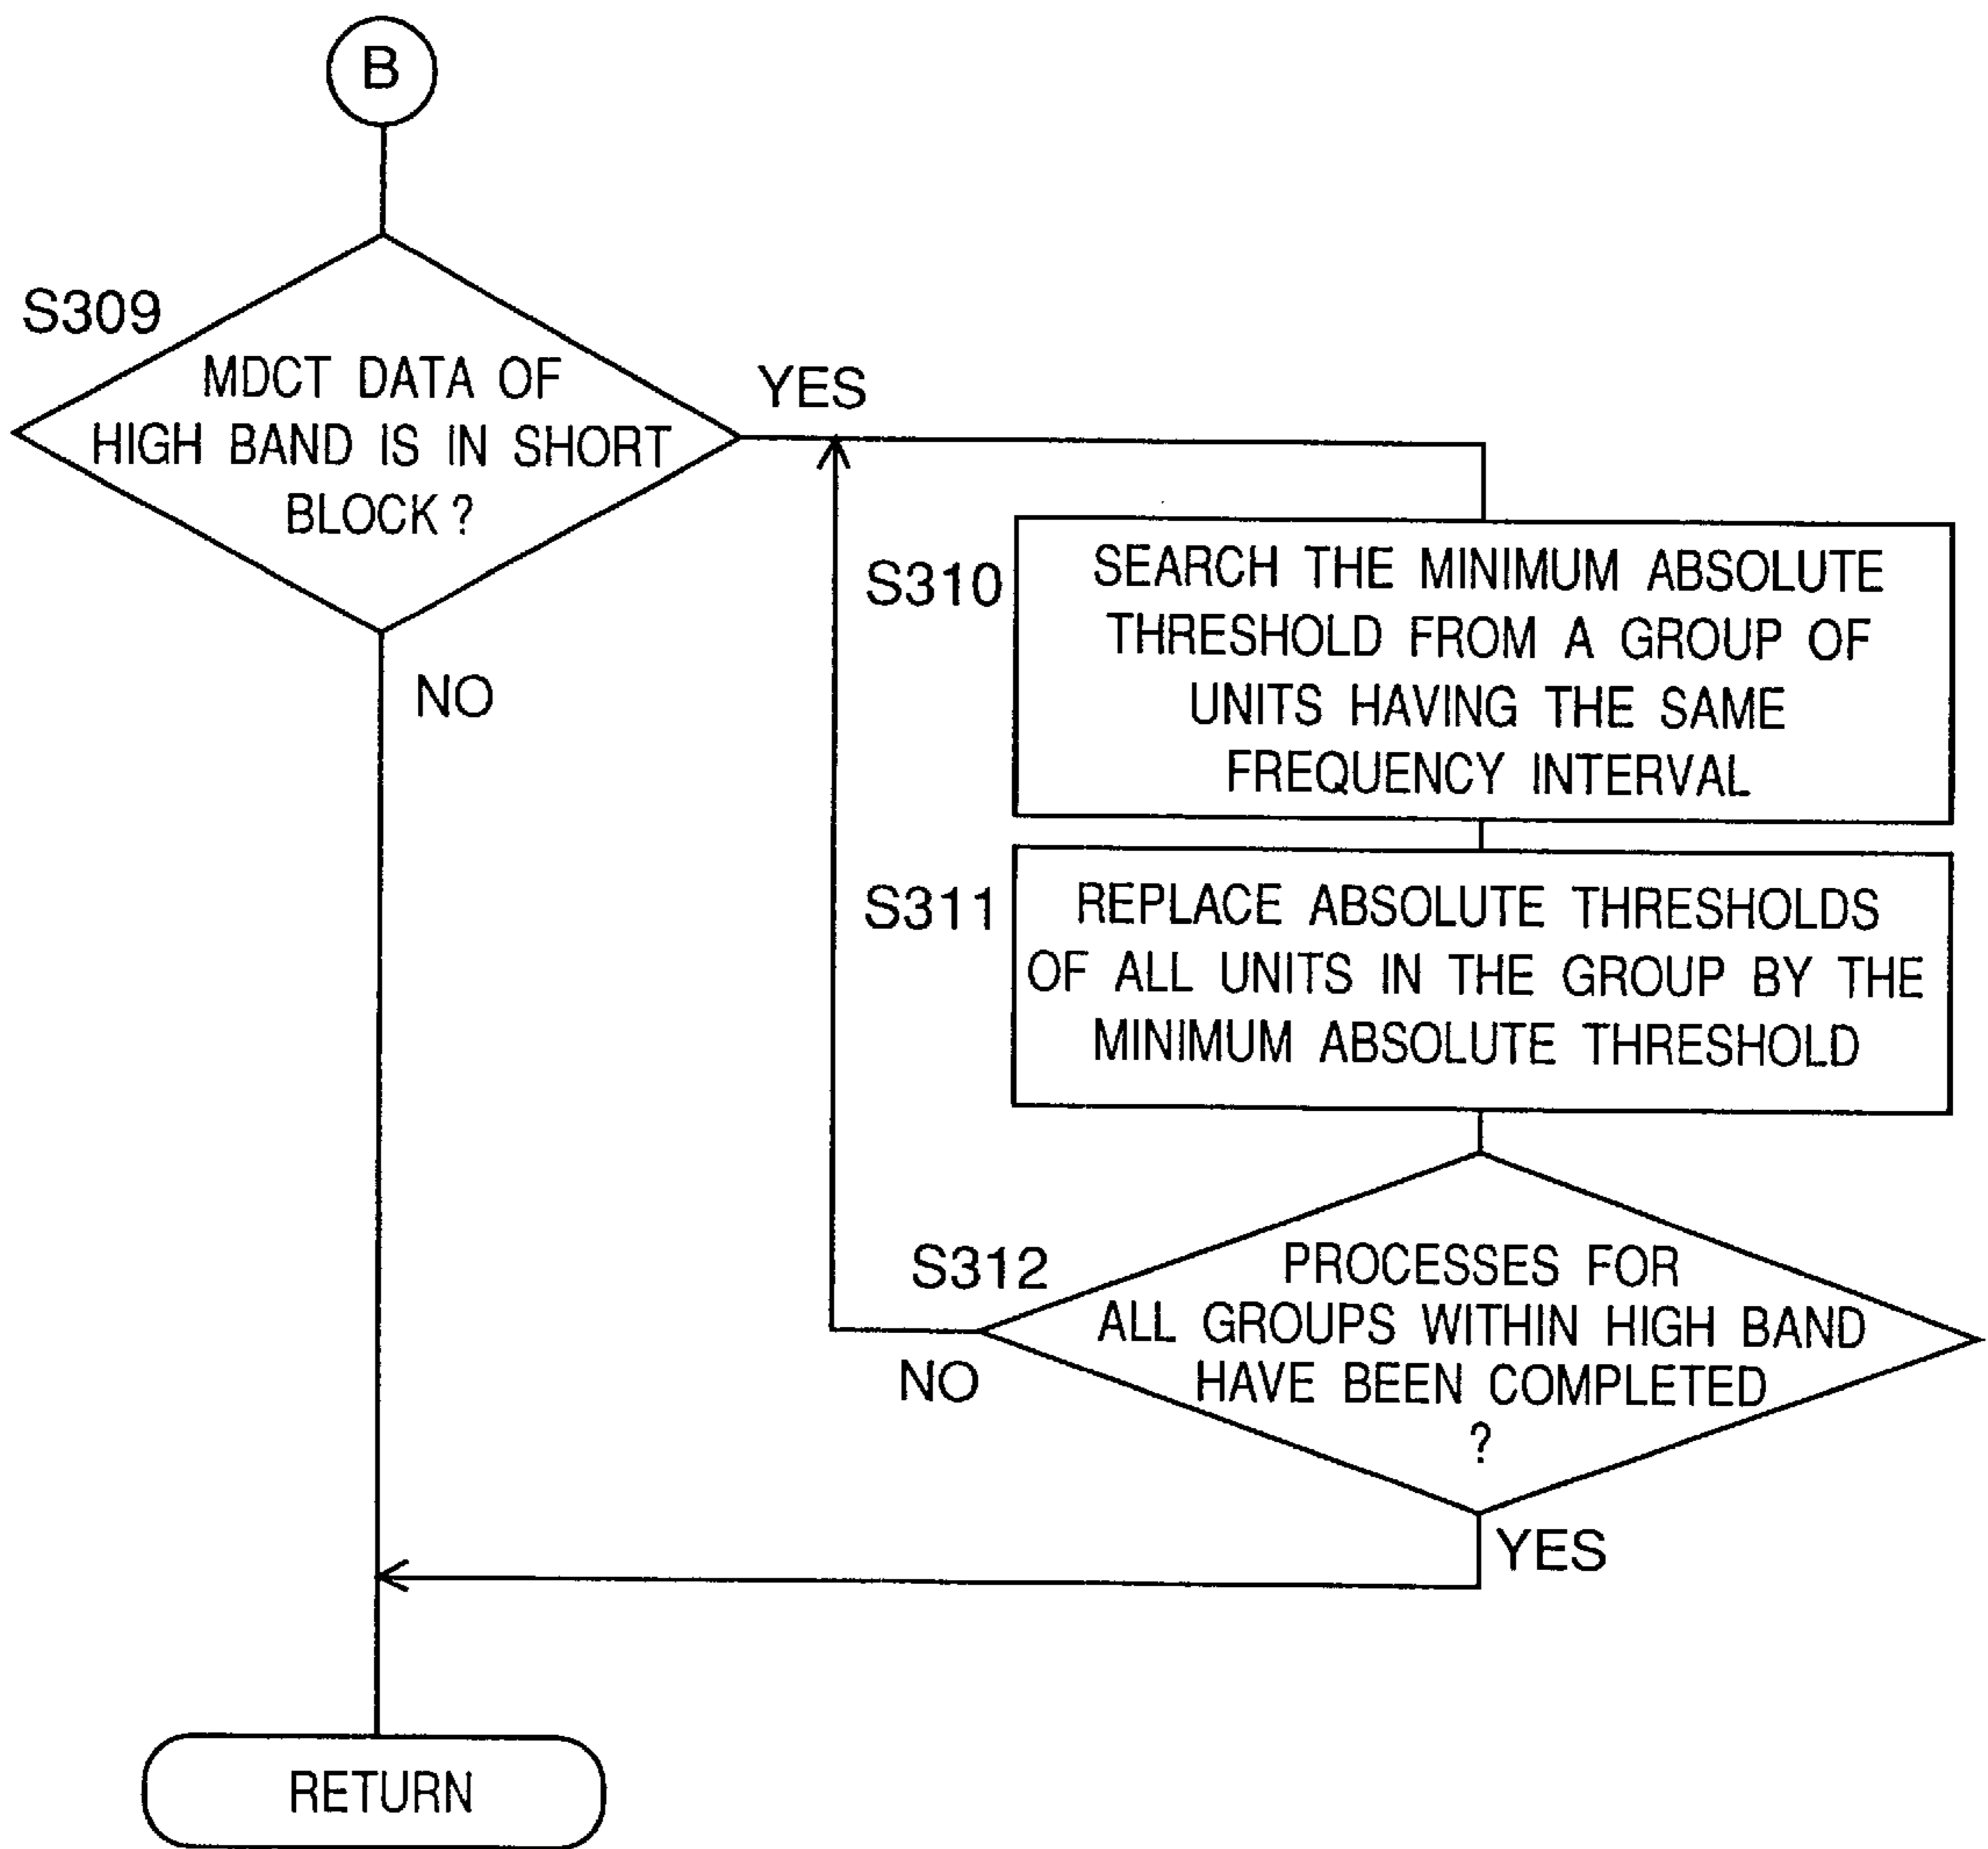 B
S309
MDCT DATA OF
HIGH BAND IS IN SHORT
BLOCK?
YES
NO
S310
SEARCH THE MINIMUM ABSOLUTE
THRESHOLD FROM A GROUP OF
UNITS HAVING THE SAME
FREQUENCY INTERVAL
S311
REPLACE ABSOLUTE THRESHOLDS
OF ALL UNITS IN THE GROUP BY THE
MINIMUM ABSOLUTE THRESHOLD
S312
PROCESSES FOR
ALL GROUPS WITHIN HIGH BAND
HAVE BEEN COMPLETED
?
NO
YES
RETURN